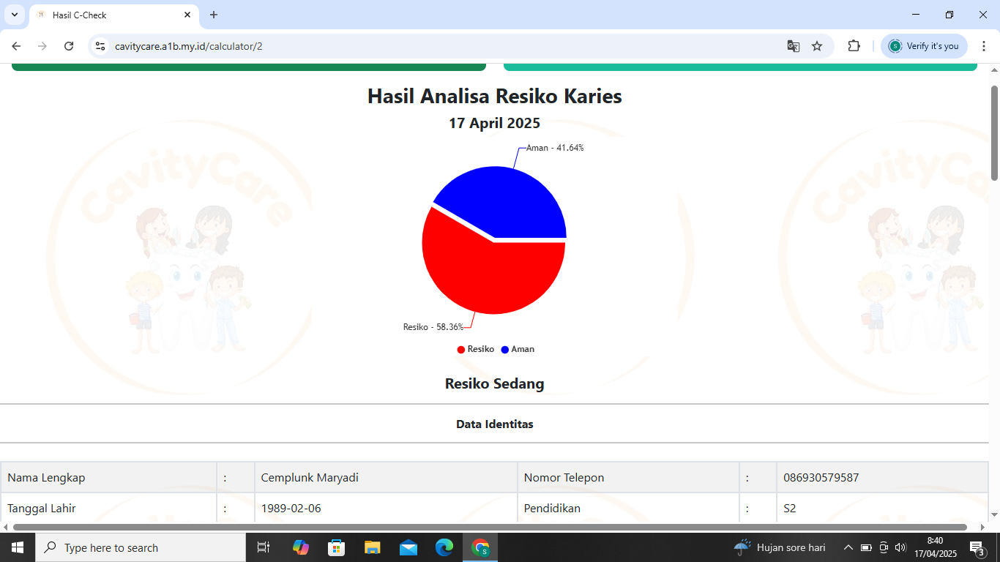 Hasil C-Check
cavitycare.a1b.my.id/calculator/2
Verify it's you
S
Hasil Analisa Resiko Karies
17 April 2025
Aman - 41.64%
Resiko - 58.36%
Resiko Aman
Resiko Sedang
Data Identitas
Nama Lengkap : Cemplunk Maryadi Nomor Telepon : 086930579587
Tanggal Lahir : 1989-02-06 Pendidikan : S2
CavityCare
CavityCa
Type here to search
S
Hujan sore hari
8:40
17/04/2025
3